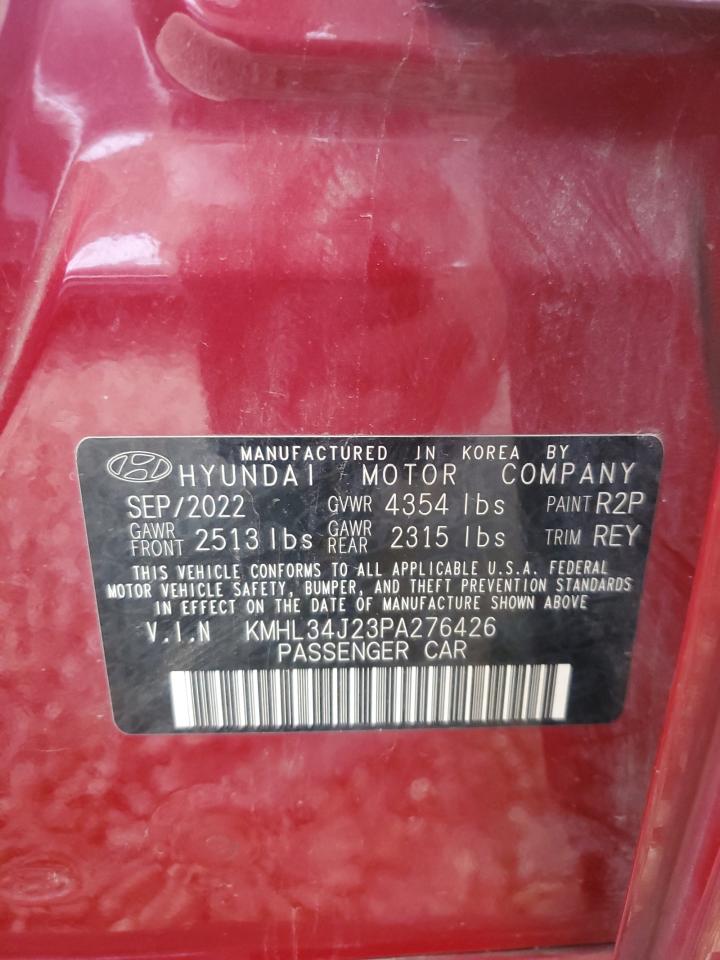 MANUFACTURED IN KOREA BY
HYUNDAI MOTOR COMPANY
SEP/2022 GVWR 4354 lbs PAINT R2P
GAWR FRONT 2513 lbs GAWR REAR 2315 lbs TRIM REY
THIS VEHICLE CONFORMS TO ALL APPLICABLE U.S.A. FEDERAL
MOTOR VEHICLE SAFETY, BUMPER, AND THEFT PREVENTION STANDARDS
IN EFFECT ON THE DATE OF MANUFACTURE SHOWN ABOVE
V.I.N KMHL34J23PA276426
PASSENGER CAR